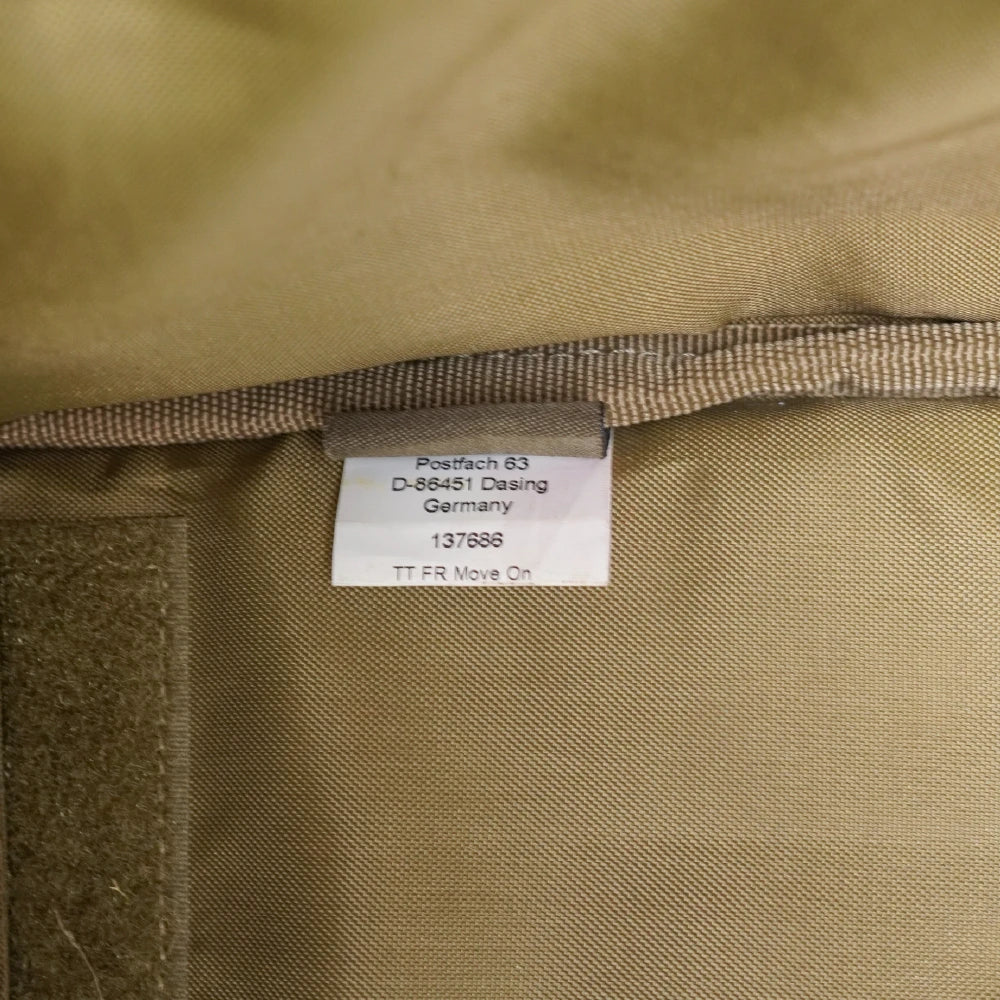 Postfach 63
D-86451 Dasing
Germany
137686
TT FR Move On